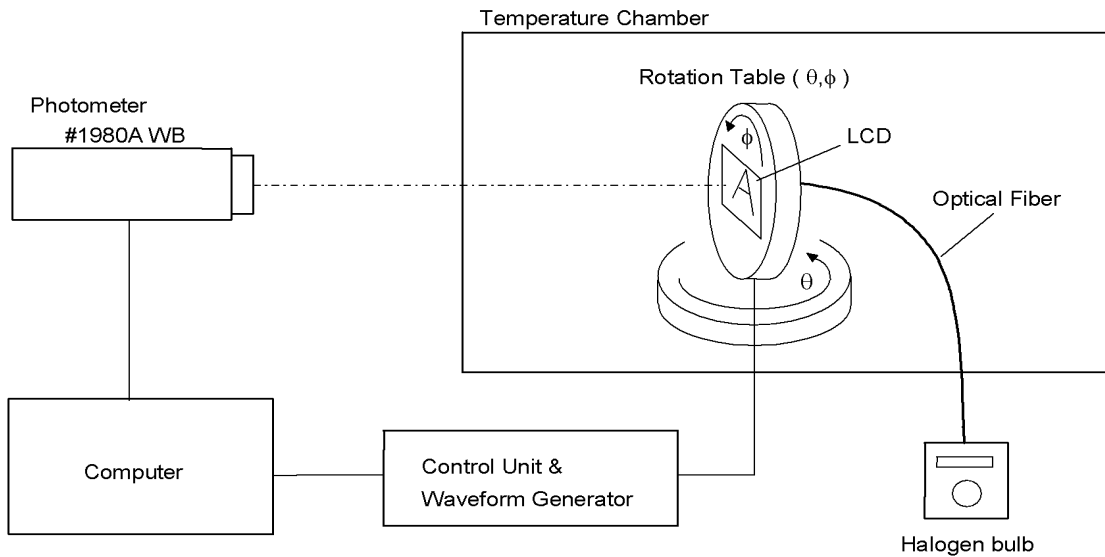 Temperature Chamber
Rotation Table ( θ,ϕ )
Photometer
#1980A WB
ϕ
LCD
A
Optical Fiber
θ
Computer
Control Unit &
Waveform Generator
Halogen bulb